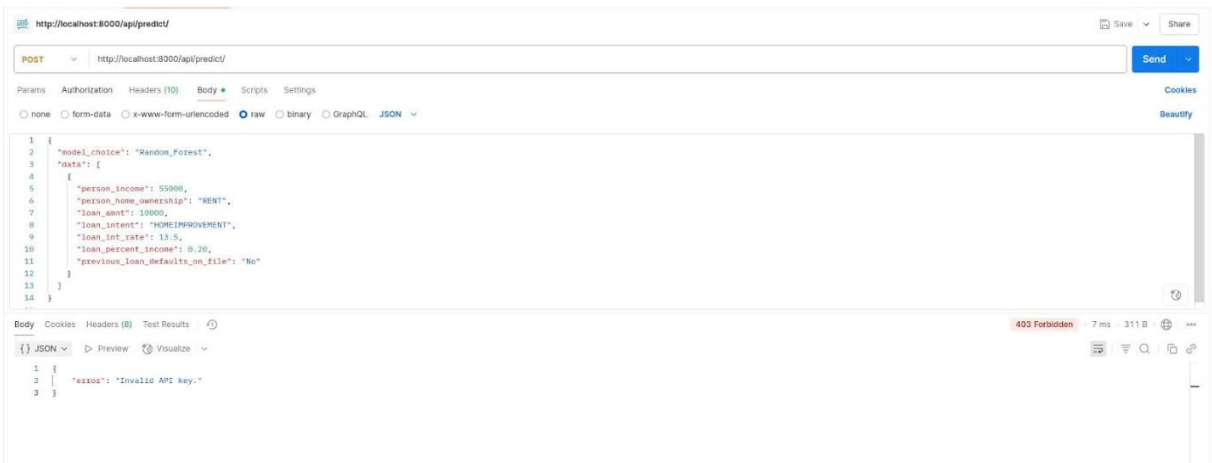 http://localhost:8000/api/predict/
Save
Share
POST
http://localhost:8000/api/predict/
Send
Params Authorization Headers (10) Body Scripts Settings
Cookies
none form-data x-www-form-urlencoded raw binary GraphQL JSON
Beautify
1 {
2 "model_choice": "Random_Forest",
3 "data": [
4 {
5 "person_income": 55000,
6 "person_home_ownership": "RENT",
7 "loan_amnt": 10000,
8 "loan_intent": "HOMEIMPROVEMENT",
9 "loan_int_rate": 13.5,
10 "loan_percent_income": 0.20,
11 "previous_loan_defaults_on_file": "No"
12 }
13 ]
14 }
Body Cookies Headers (8) Test Results
403 Forbidden 7 ms 311 B
{} JSON Preview Visualize
1 {
2 "error": "Invalid API key."
3 }